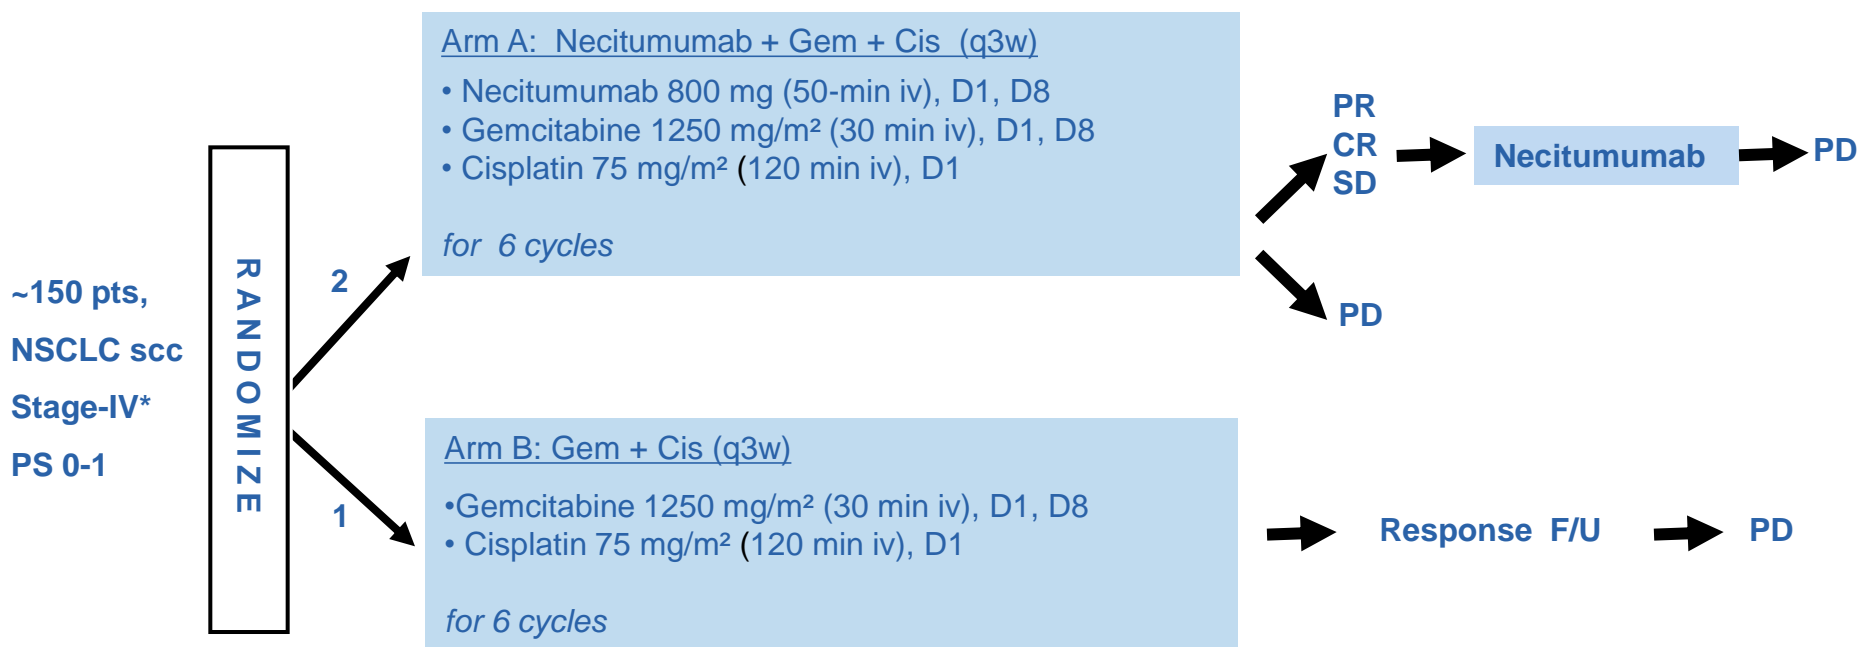 ~150 pts,
NSCLC scc
Stage-IV*
PS 0-1
RANDOMIZE
2
1
Arm A:  Necitumumab + Gem + Cis  (q3w)
• Necitumumab 800 mg (50-min iv), D1, D8
• Gemcitabine 1250 mg/m² (30 min iv), D1, D8
• Cisplatin 75 mg/m² (120 min iv), D1
for  6 cycles
PR
CR
SD
Necitumumab
PD
PD
Arm B: Gem + Cis (q3w)
•Gemcitabine 1250 mg/m² (30 min iv), D1, D8
• Cisplatin 75 mg/m² (120 min iv), D1
for 6 cycles
Response  F/U
PD